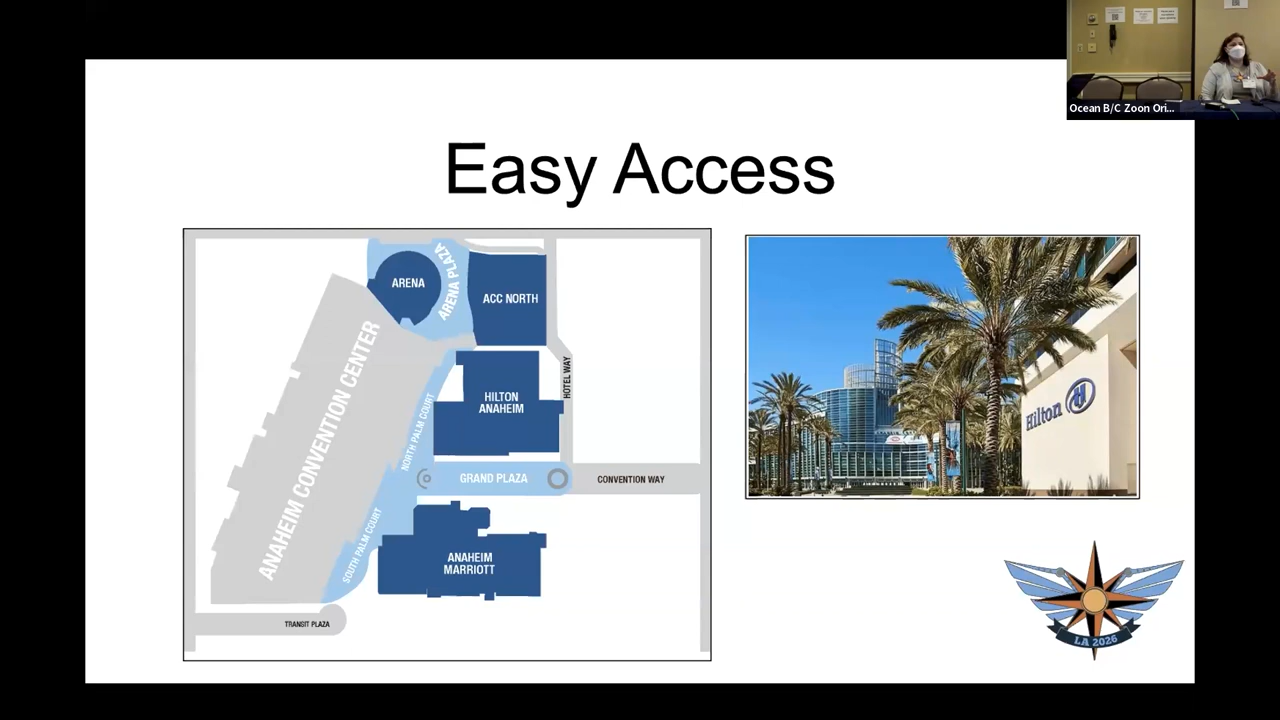 Ocean B/C Zoon Ori...
Easy Access
ARENA
ARENA PLAZA
ACC NORTH
ANAHEIM CONVENTION CENTER
HILTON
ANAHEIM
HOTEL WAY
NORTH PALM COURT
GRAND PLAZA
CONVENTION WAY
SOUTH PALM COURT
ANAHEIM
MARRIOTT
TRANSIT PLAZA
Hilton
LA 2026